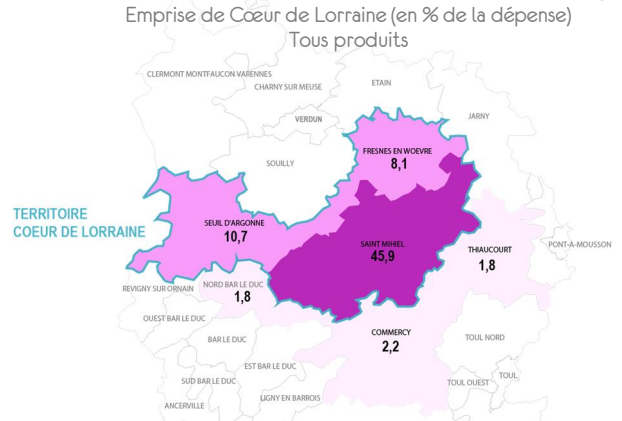 Emprise de Cœur de Lorraine (en % de la dépense)
Tous produits
CLERMONT MONTFAUCON VARENNES
CHARNY SUR MEUSE
ETAIN
JARNY
VERDUN
SOUILLY
FRESNES EN WOEVRE
8,1
TERRITOIRE
COEUR DE LORRAINE
SEUIL D'ARGONNE
10,7
SAINT MIHIEL
45,9
THIAUCOURT
1,8
PONT-A-MOUSSON
REVIGNY SUR ORNAIN
NORD BAR LE DUC
1,8
OUEST BAR LE DUC
BAR LE DUC
COMMERCY
2,2
TOUL NORD
EST BAR LE DUC
SUD BAR LE DUC
TOUL OUEST
TOUL
LIGNY EN BARROIS
ANCERVILLE